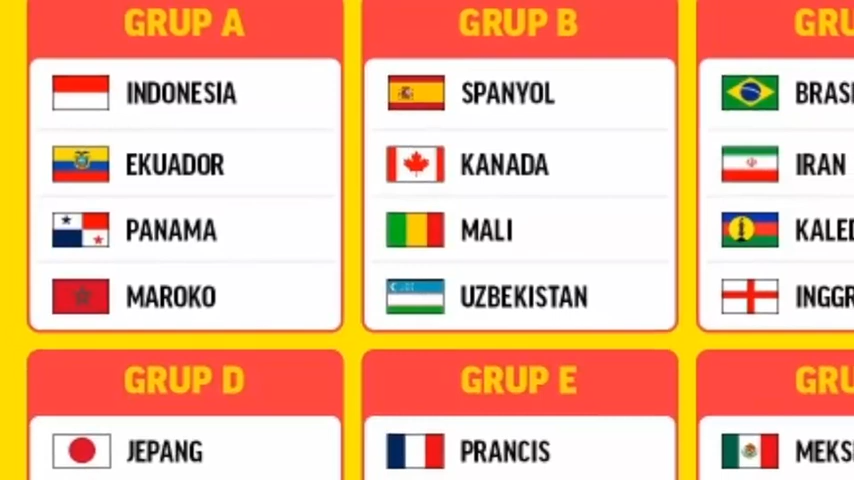 GRUP A
INDONESIA
EKUADOR
PANAMA
MAROKO
GRUP B
SPANYOL
KANADA
MALI
UZBEKISTAN
IRAN
GRUP D
JEPANG
GRUP E
PRANCIS